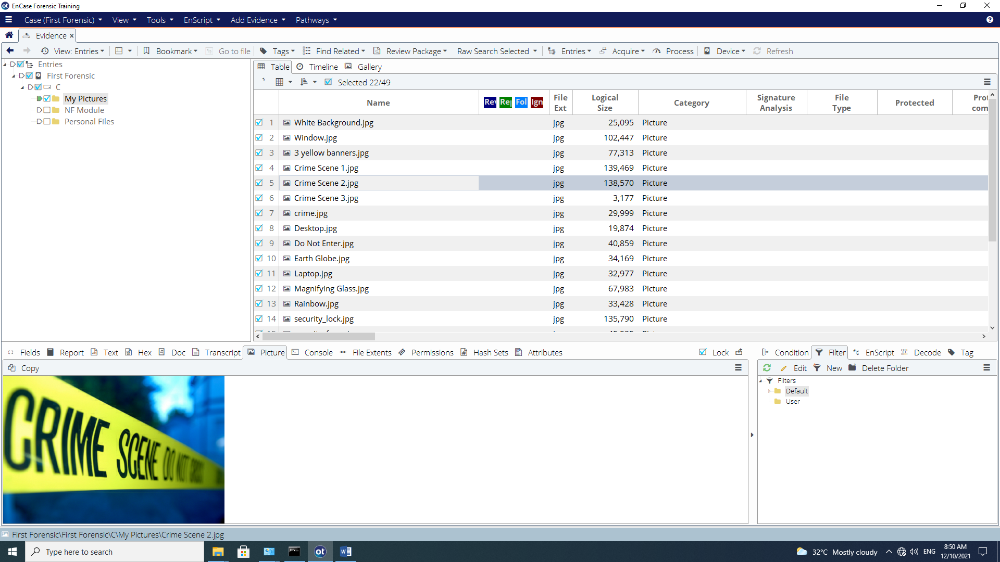 EnCase Forensic Training
Case (First Forensic) View Tools EnScript Add Evidence Pathways
Evidence
View: Entries Bookmark Go to file Tags Find Related Review Package Raw Search Selected Entries Acquire Process Device Refresh
Entries
First Forensic
C
My Pictures
NF Module
Personal Files
Table Timeline Gallery
Selected 22/49
Name Rev Rep Fol Ign File Ext Logical Size Category Signature Analysis File Type Protected
1 White Background.jpg jpg 25,095 Picture
2 Window.jpg jpg 102,447 Picture
3 3 yellow banners.jpg jpg 77,313 Picture
4 Crime Scene 1.jpg jpg 139,469 Picture
5 Crime Scene 2.jpg jpg 138,570 Picture
6 Crime Scene 3.jpg jpg 3,177 Picture
7 crime.jpg jpg 29,999 Picture
8 Desktop.jpg jpg 19,874 Picture
9 Do Not Enter.jpg jpg 40,859 Picture
10 Earth Globe.jpg jpg 34,169 Picture
11 Laptop.jpg jpg 32,977 Picture
12 Magnifying Glass.jpg jpg 67,983 Picture
13 Rainbow.jpg jpg 33,428 Picture
14 security_lock.jpg jpg 135,790 Picture
Fields Report Text Hex Doc Transcript Picture Console File Extents Permissions Hash Sets Attributes Lock
Copy
CRIME SCENE DO NOT CROSS
Condition Filter EnScript Decode Tag
Edit New Delete Folder
Filters
Default
User
First Forensic\First Forensic\C\My Pictures\Crime Scene 2.jpg
Type here to search
ot
32°C Mostly cloudy ENG 8:50 AM
12/10/2021